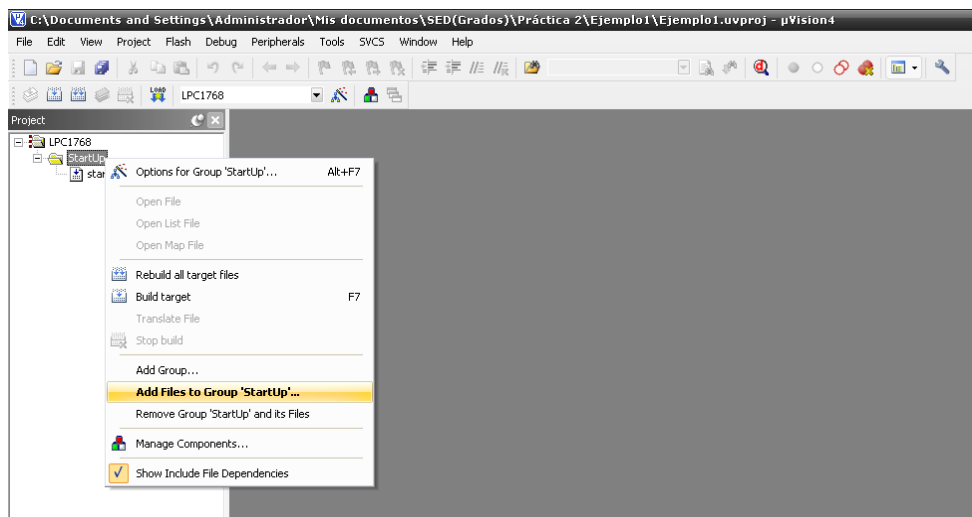 C:\Documents and Settings\Administrador\Mis documentos\SED(Grados)\Práctica 2\Ejemplo1\Ejemplo1.uvproj - µVision4
File Edit View Project Flash Debug Peripherals Tools SVCS Window Help
LOAD LPC1768
Project
LPC1768
StartUp
star
Options for Group 'StartUp'... Alt+F7
Open File
Open List File
Open Map File
Rebuild all target files
Build target F7
Translate File
Stop build
Add Group...
Add Files to Group 'StartUp'...
Remove Group 'StartUp' and its Files
Manage Components...
Show Include File Dependencies